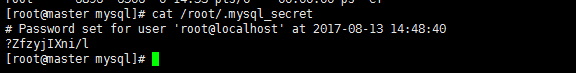 [root@master mysql]# cat /root/.mysql_secret
# Password set for user 'root@localhost' at 2017-08-13 14:48:40
?ZfzyjIXni/l
[root@master mysql]#